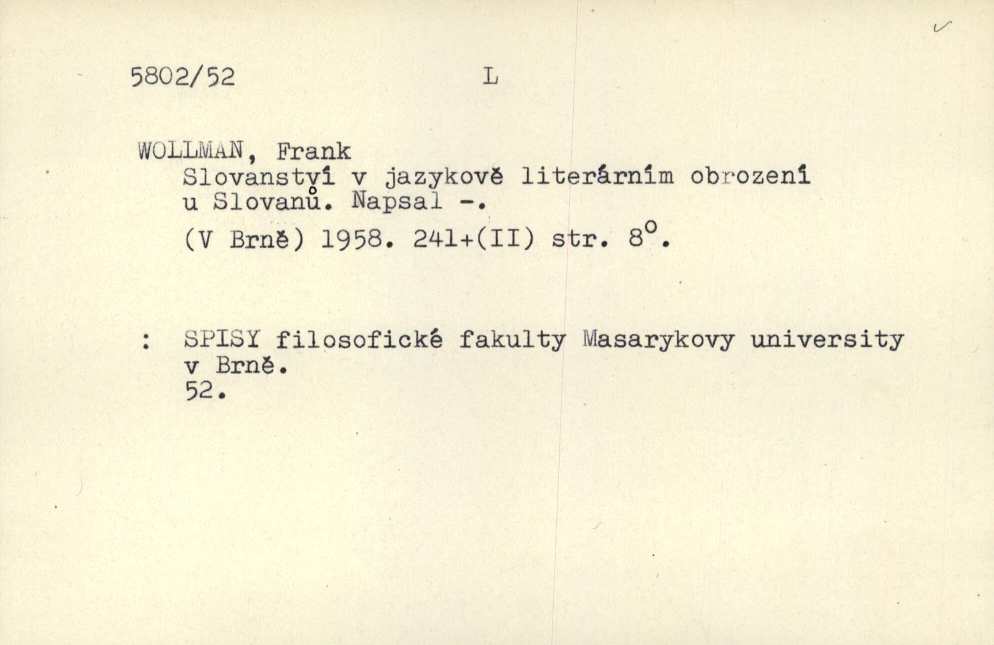 5802/52 L
WOLLMAN, Frank
Slovanství v jazykově literárním obrození
u Slovanů. Napsal -.
(V Brně) 1958. 241+(II) str. 8°.
: SPISY filosofické fakulty Masarykovy university
v Brně.
52.